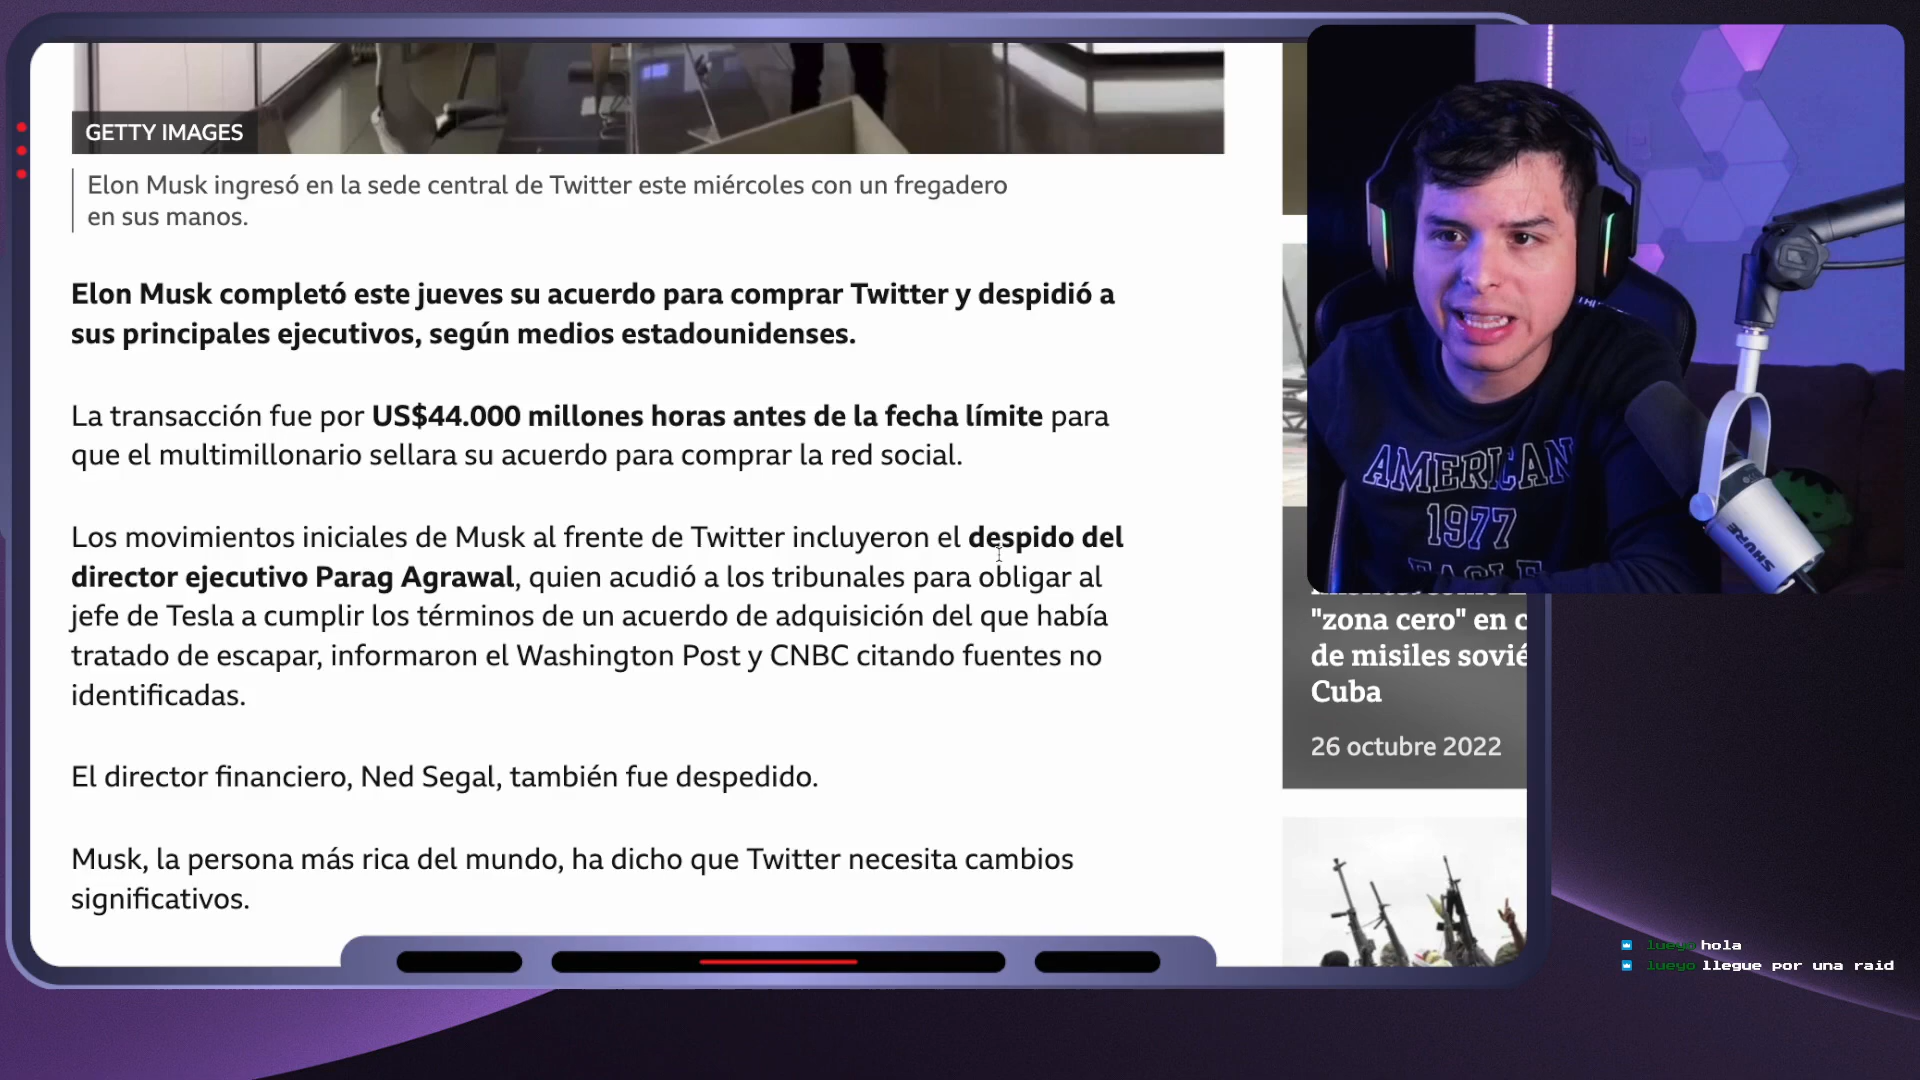 GETTY IMAGES
Elon Musk ingresó en la sede central de Twitter este miércoles con un fregadero
en sus manos.
Elon Musk completó este jueves su acuerdo para comprar Twitter y despidió a
sus principales ejecutivos, según medios estadounidenses.
La transacción fue por US$44.000 millones horas antes de la fecha límite para
que el multimillonario sellara su acuerdo para comprar la red social.
Los movimientos iniciales de Musk al frente de Twitter incluyeron el despido del
director ejecutivo Parag Agrawal, quien acudió a los tribunales para obligar al
jefe de Tesla a cumplir los términos de un acuerdo de adquisición del que había
tratado de escapar, informaron el Washington Post y CNBC citando fuentes no
identificadas.
El director financiero, Ned Segal, también fue despedido.
Musk, la persona más rica del mundo, ha dicho que Twitter necesita cambios
significativos.
AMERICAN
1977
EAGLE
SHURE
"zona cero" en c
de misiles sovié
Cuba
26 octubre 2022
lueyo hola
lueyo llegue por una raid